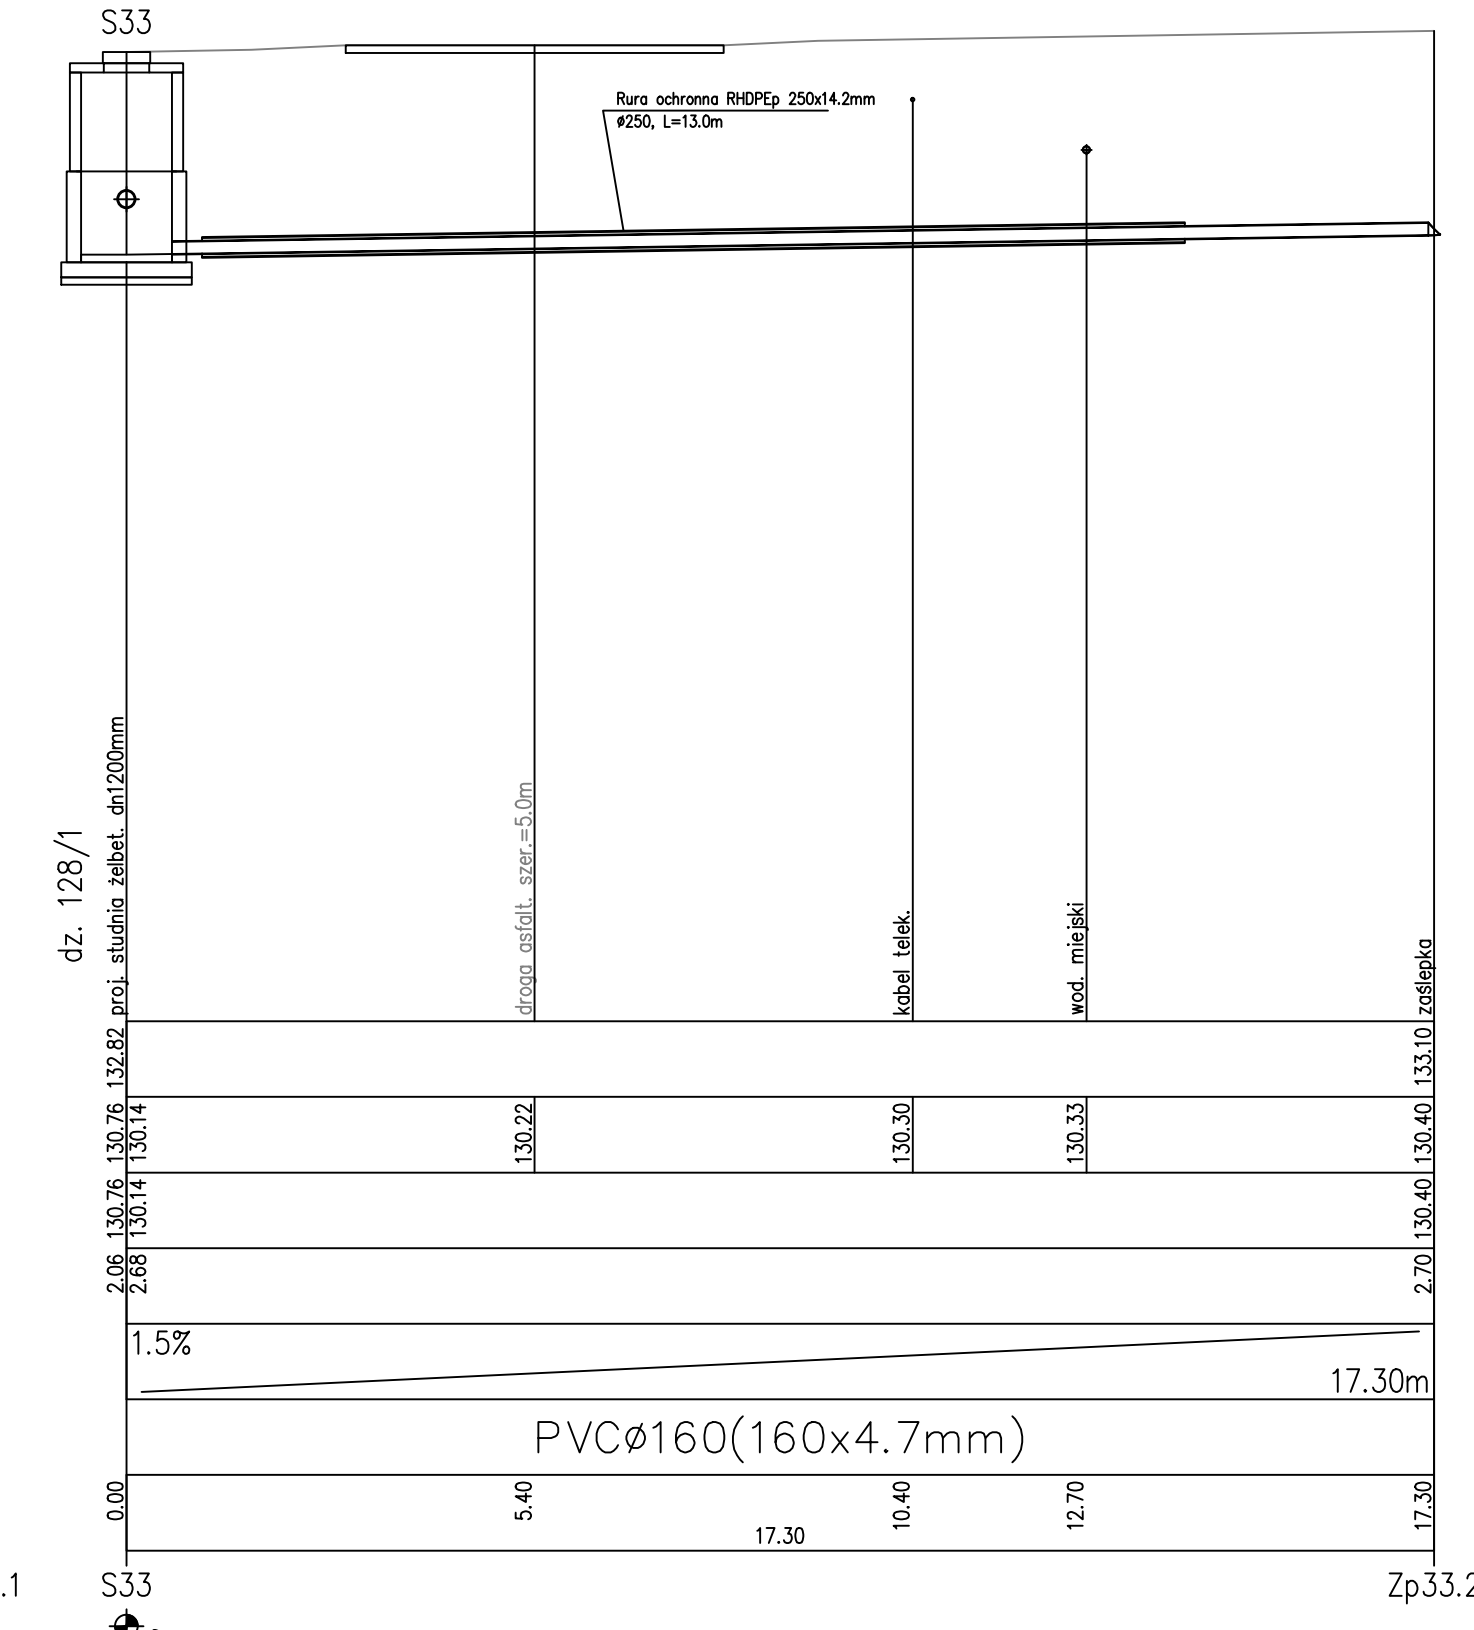 S33
Rura ochronna RHDPEp 250x14.2mm
ø250, L=13.0m
dz. 128/1
proj. studnia żelbet. dn1200mm
droga asfalt. szer.=5.0m
kabel telek.
wod. miejski
zaślepka
132.82
133.10
130.76
130.14
130.22
130.30
130.33
130.40
130.76
130.14
130.40
2.06
2.68
2.70
1.5%
17.30m
PVCø160(160x4.7mm)
0.00
5.40
10.40
12.70
17.30
17.30
.1
S33
Zp33.2